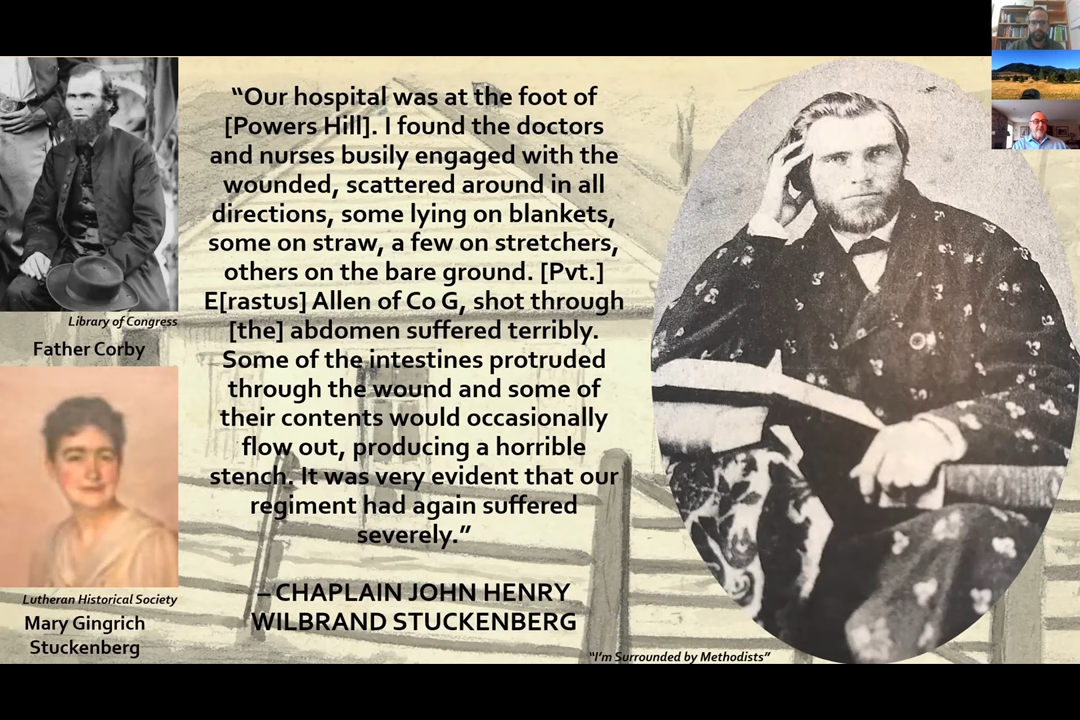 “Our hospital was at the foot of
[Powers Hill]. I found the doctors
and nurses busily engaged with the
wounded, scattered around in all
directions, some lying on blankets,
some on straw, a few on stretchers,
others on the bare ground. [Pvt.]
E[rastus] Allen of Co G, shot through
[the] abdomen suffered terribly.
Some of the intestines protruded
through the wound and some of
their contents would occasionally
flow out, producing a horrible
stench. It was very evident that our
regiment had again suffered
severely.”
– CHAPLAIN JOHN HENRY
WILBRAND STUCKENBERG
Library of Congress
Father Corby
Lutheran Historical Society
Mary Gingrich
Stuckenberg
“I’m Surrounded by Methodists”